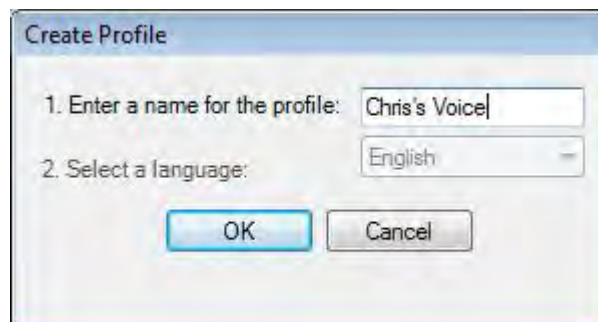 Create Profile
1. Enter a name for the profile: Chris's Voice
2. Select a language: English
OK Cancel